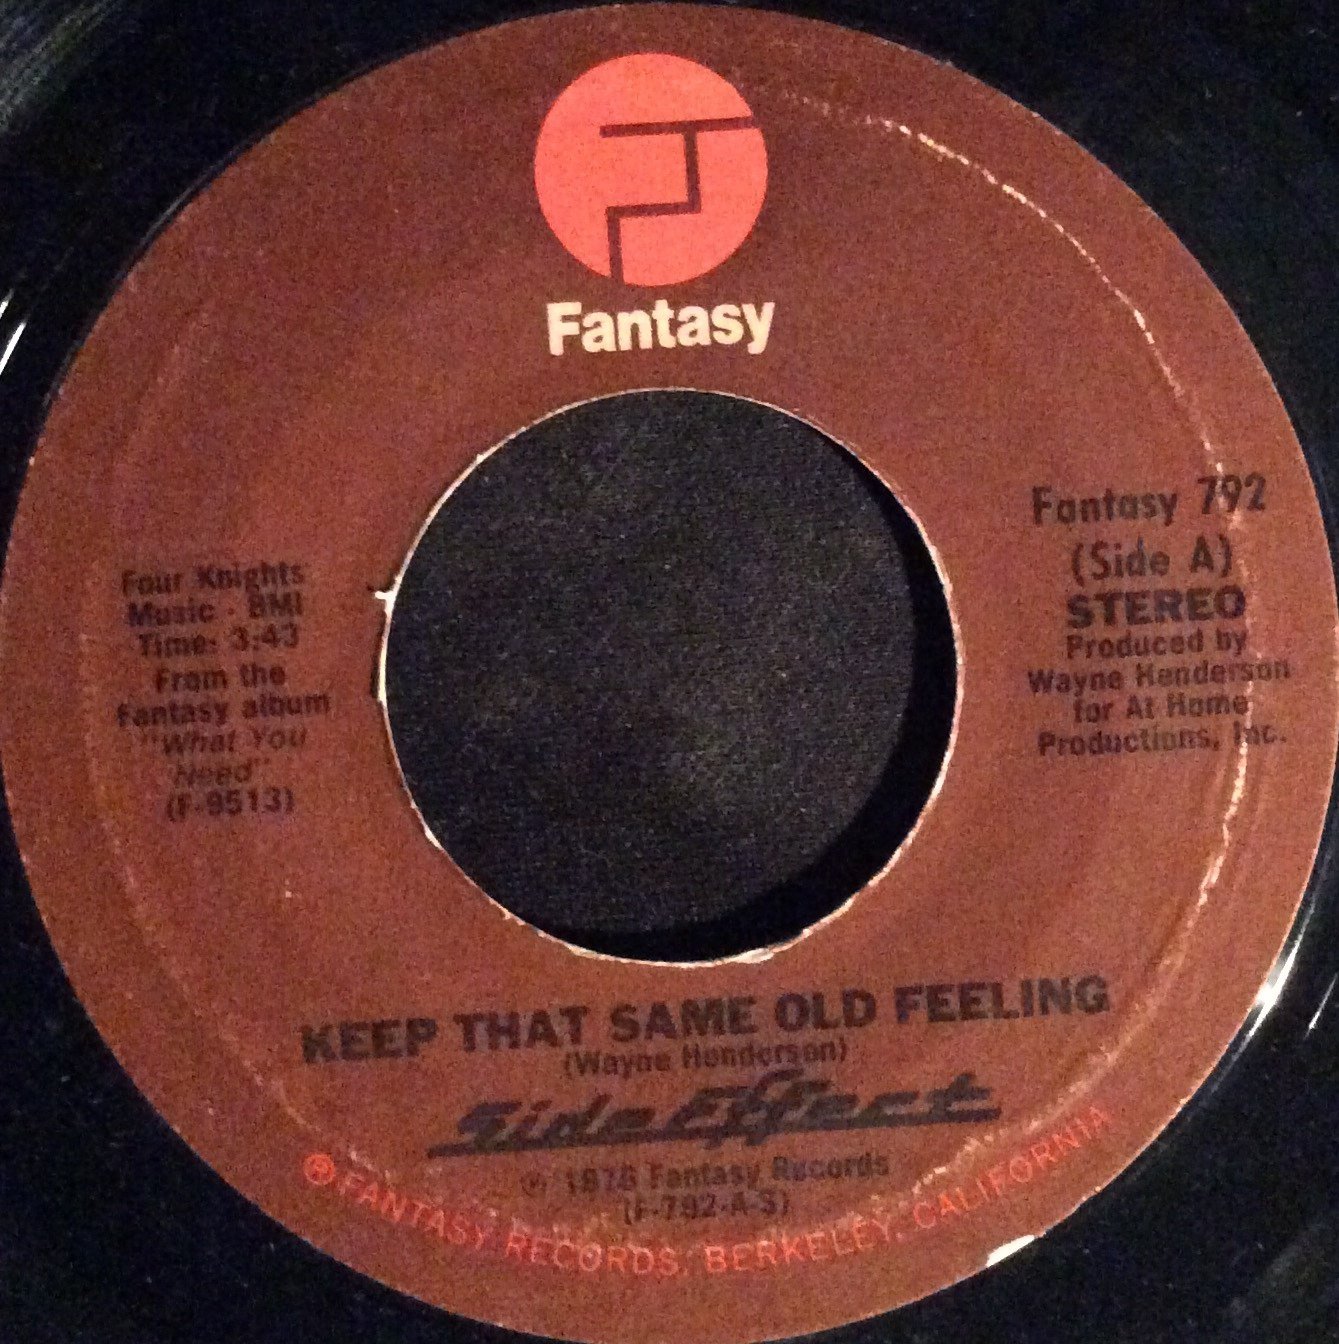 Fantasy
Four Knights
Music - BMI
Time: 3:43
From the
Fantasy album
"What You
Need"
(F-9513)
Fantasy 792
(Side A)
STEREO
Produced by
Wayne Henderson
for At Home
Productions, Inc.
KEEP THAT SAME OLD FEELING
(Wayne Henderson)
Side Effect
℗ 1976 Fantasy Records
(F-792-A-S)
® FANTASY RECORDS, BERKELEY, CALIFORNIA